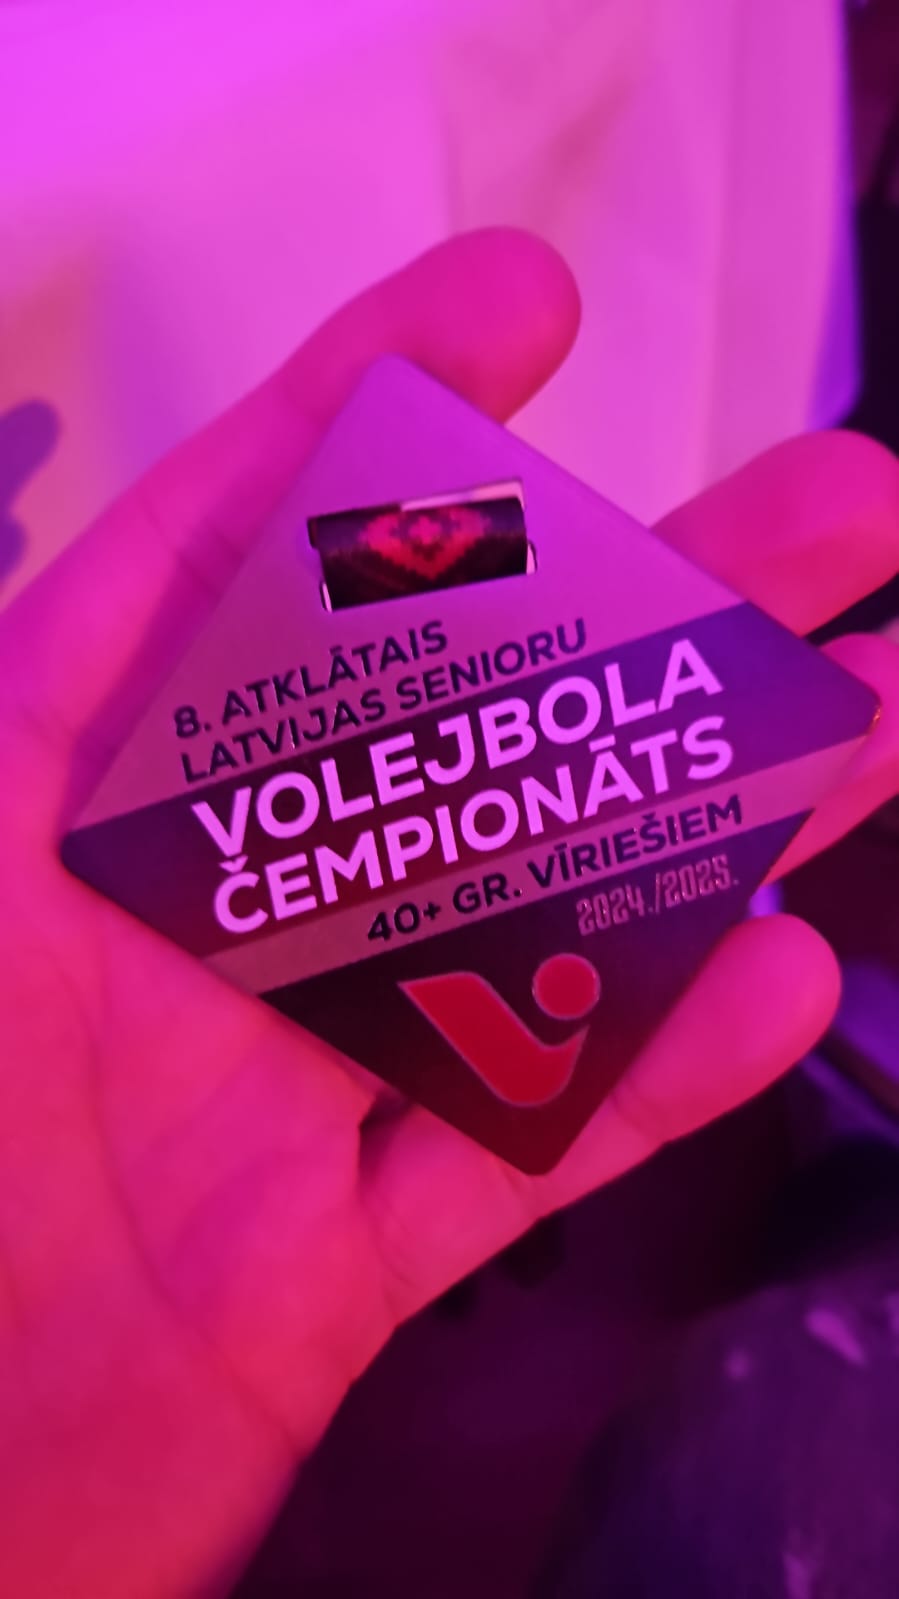 8. ATKLĀTAIS
LATVIJAS SENIORU
VOLEJBOLA
ČEMPIONĀTS
40+ GR. VĪRIEŠIEM
2024./2025.